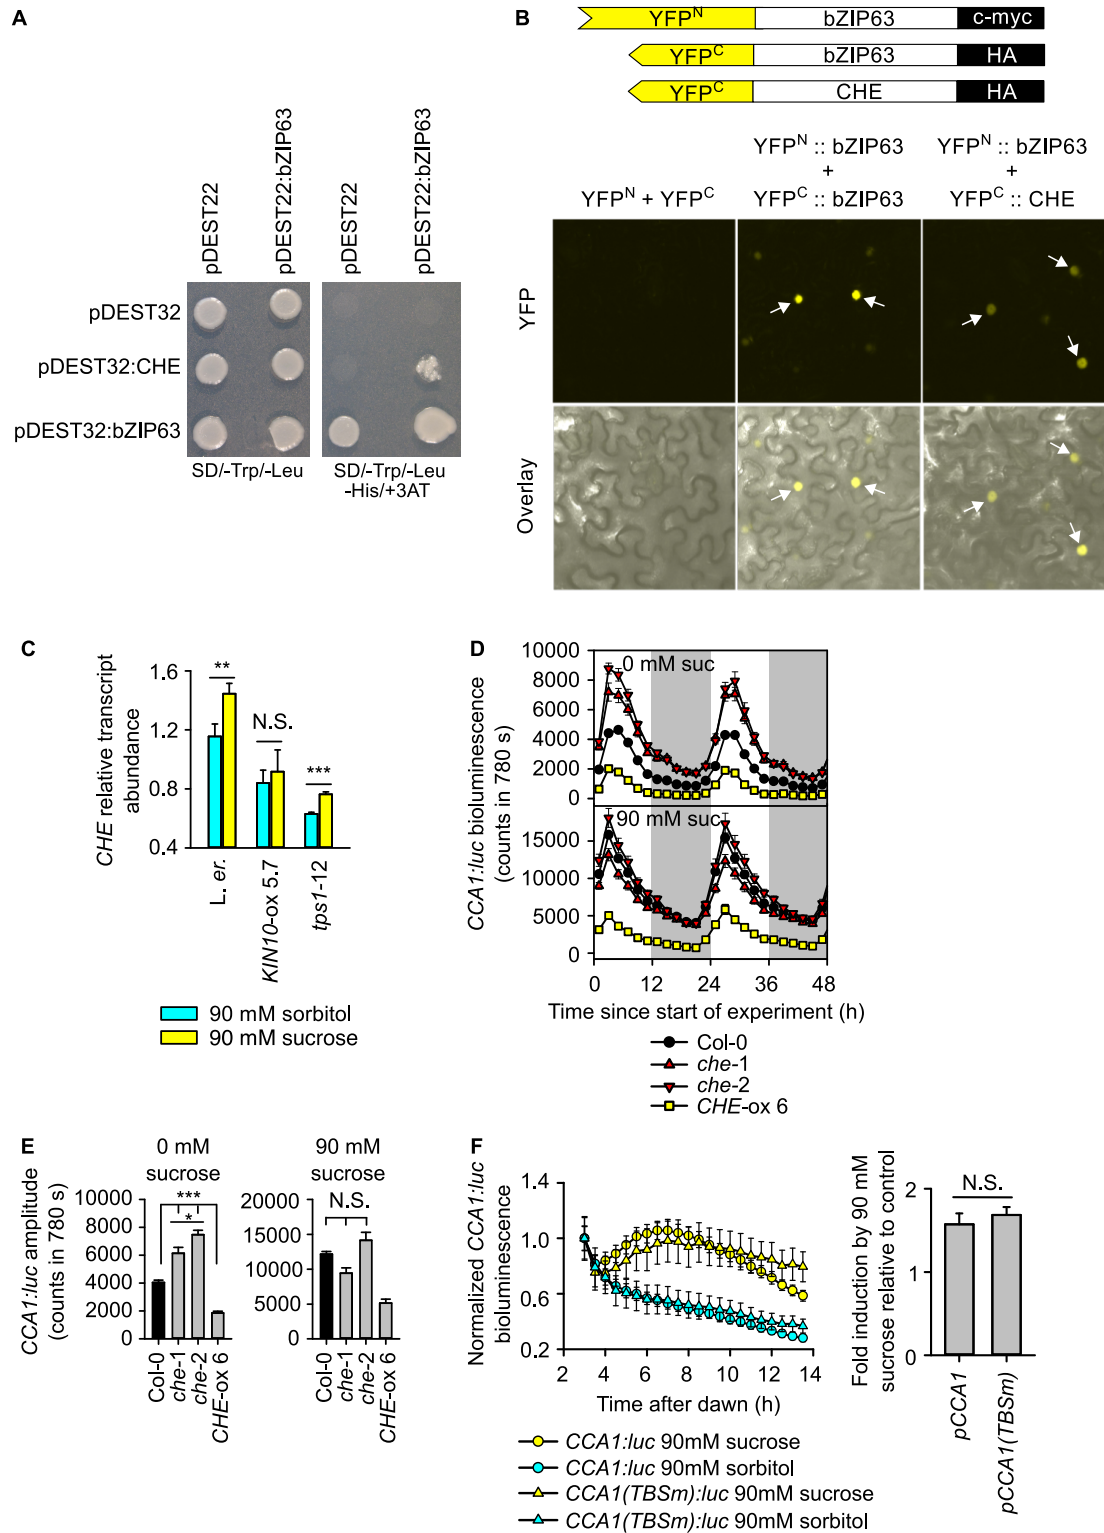 A
pDEST22
pDEST22:bZIP63
pDEST22
pDEST22:bZIP63
pDEST32
pDEST32:CHE
pDEST32:bZIP63
SD/-Trp/-Leu
SD/-Trp/-Leu
-His/+3AT
B
YFPᴺ bZIP63 c-myc
YFPᶜ bZIP63 HA
YFPᶜ CHE HA
YFPᴺ + YFPᶜ
YFPᴺ :: bZIP63
+
YFPᶜ :: bZIP63
YFPᴺ :: bZIP63
+
YFPᶜ :: CHE
YFP
Overlay
C
CHE relative transcript
abundance
1.6
1.2
0.8
0.4
**
N.S.
***
L. er.
KIN10-ox 5.7
tps1-12
90 mM sorbitol
90 mM sucrose
D
CCA1:luc bioluminescence
(counts in 780 s)
10000
8000
6000
4000
2000
0
0 mM suc
15000
10000
5000
0
90 mM suc
0 12 24 36 48
Time since start of experiment (h)
Col-0
che-1
che-2
CHE-ox 6
E
CCA1:luc amplitude
(counts in 780 s)
0 mM
sucrose
10000
8000
6000
4000
2000
0
***
*
Col-0
che-1
che-2
CHE-ox 6
90 mM
sucrose
20000
15000
10000
5000
0
N.S.
Col-0
che-1
che-2
CHE-ox 6
F
Normalized CCA1:luc
bioluminescence
1.4
1.0
0.6
0.2
2 4 6 8 10 12 14
Time after dawn (h)
CCA1:luc 90mM sucrose
CCA1:luc 90mM sorbitol
CCA1(TBSm):luc 90mM sucrose
CCA1(TBSm):luc 90mM sorbitol
Fold induction by 90 mM
sucrose relative to control
2
1
0
N.S.
pCCA1
pCCA1(TBSm)